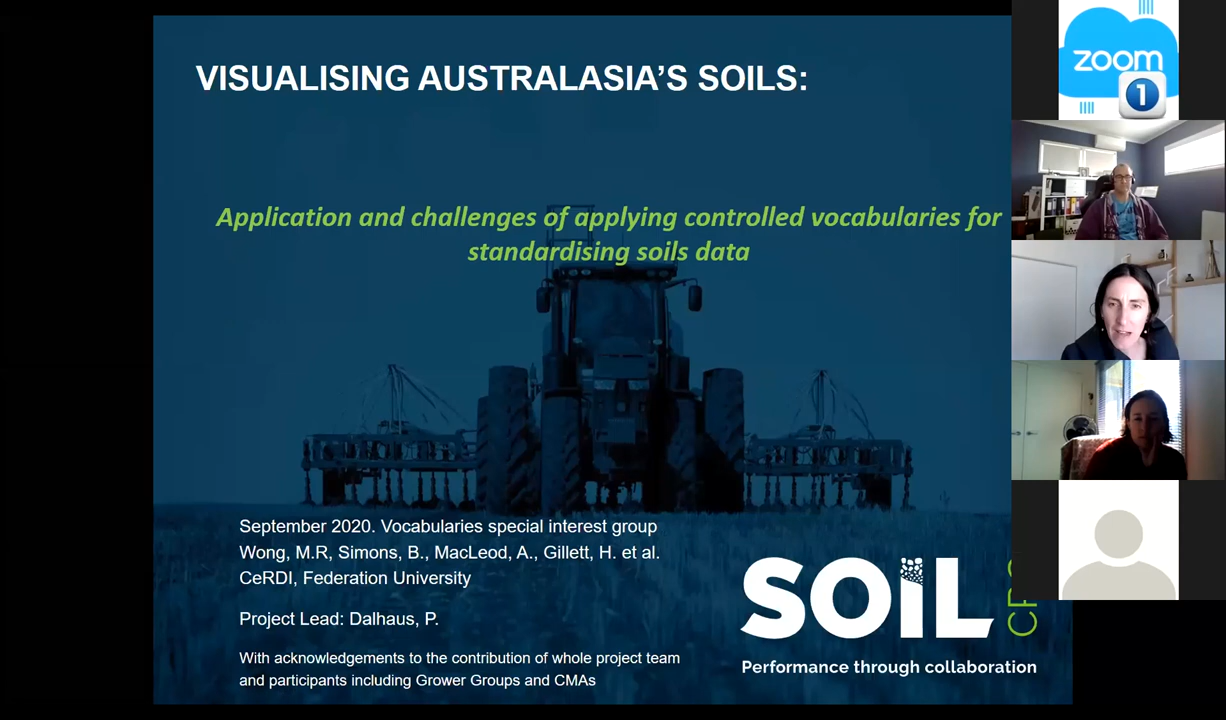 VISUALISING AUSTRALASIA'S SOILS:
Application and challenges of applying controlled vocabularies for
standardising soils data
September 2020. Vocabularies special interest group
Wong, M.R, Simons, B., MacLeod, A., Gillett, H. et al.
CeRDI, Federation University
Project Lead: Dalhaus, P.
With acknowledgements to the contribution of whole project team
and participants including Grower Groups and CMAs
SOIL
Performance through collaboration
zoom
1